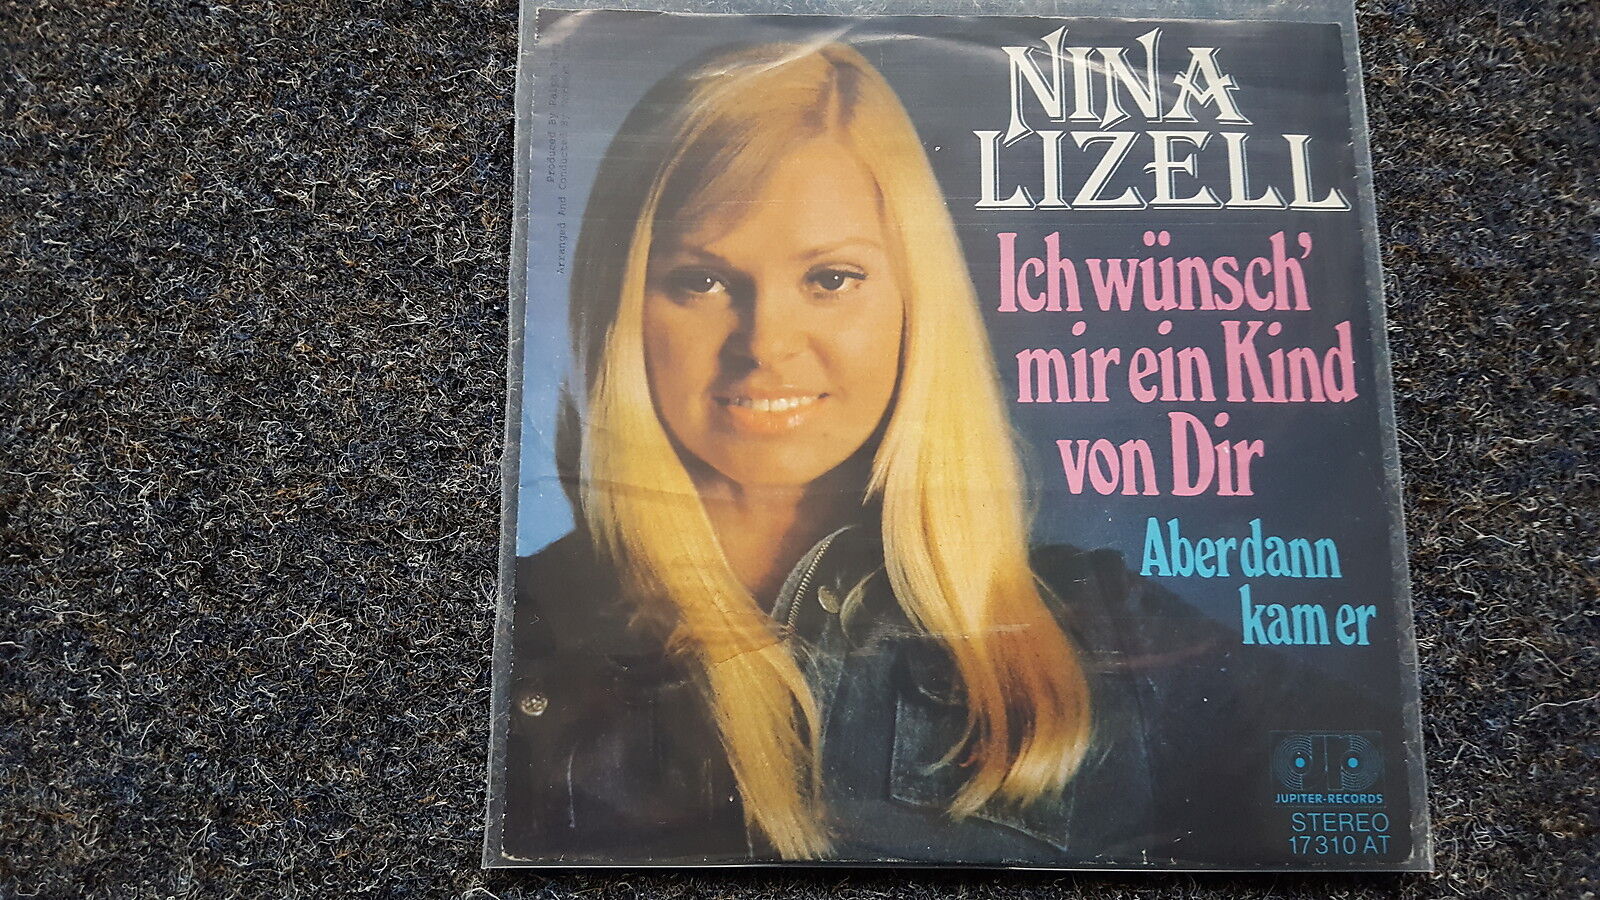 NINA
LIZELL
Ich wünsch'
mir ein Kind
von Dir
Aber dann
kam er
JUPITER-RECORDS
STEREO
17 310 AT
Produced By Ralph
Arranged And Conducted By